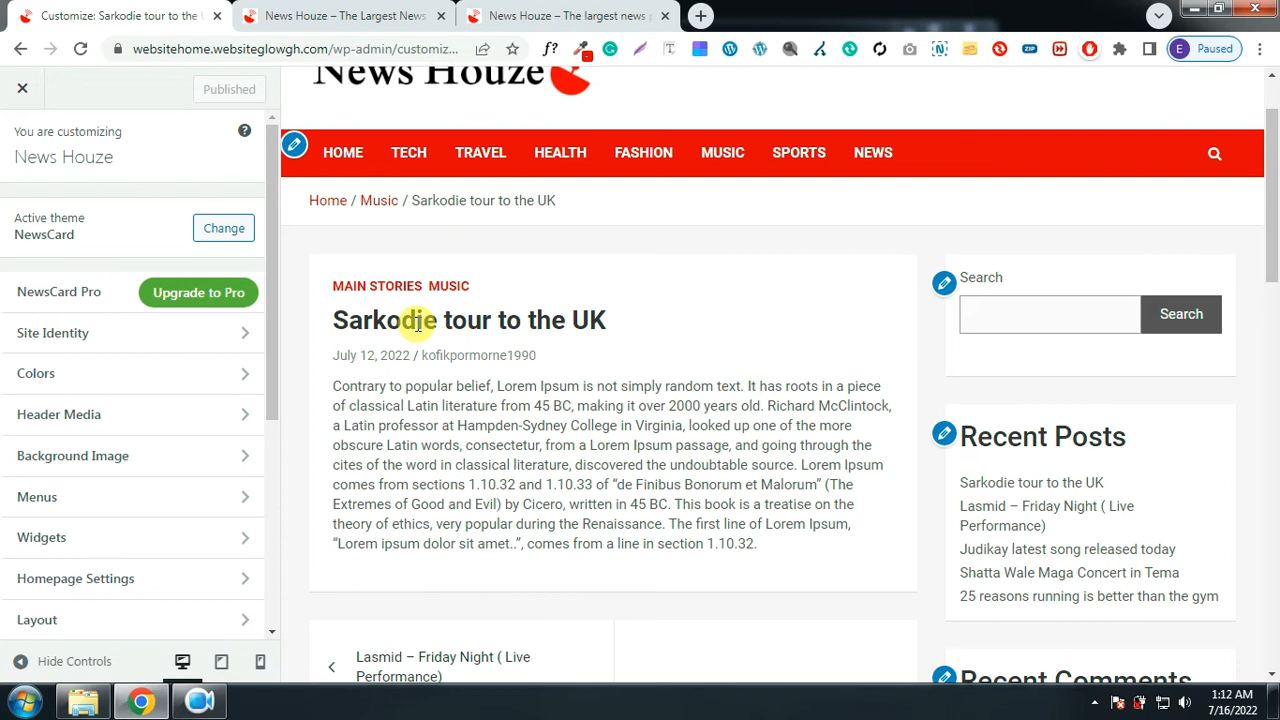 Customize: Sarkodie tour to the U
News Houze – The Largest News
News Houze – The largest news p
websitehome.websiteglowgh.com/wp-admin/customiz...
f?
T
ZIP
E
Paused
Published
You are customizing
News Houze
Active theme
NewsCard
Change
NewsCard Pro
Upgrade to Pro
Site Identity
Colors
Header Media
Background Image
Menus
Widgets
Homepage Settings
Layout
Hide Controls
News Houze
HOME
TECH
TRAVEL
HEALTH
FASHION
MUSIC
SPORTS
NEWS
Home / Music / Sarkodie tour to the UK
MAIN STORIES MUSIC
Sarkodie tour to the UK
July 12, 2022 / kofikpormorne1990
Contrary to popular belief, Lorem Ipsum is not simply random text. It has roots in a piece
of classical Latin literature from 45 BC, making it over 2000 years old. Richard McClintock,
a Latin professor at Hampden-Sydney College in Virginia, looked up one of the more
obscure Latin words, consectetur, from a Lorem Ipsum passage, and going through the
cites of the word in classical literature, discovered the undoubtable source. Lorem Ipsum
comes from sections 1.10.32 and 1.10.33 of “de Finibus Bonorum et Malorum” (The
Extremes of Good and Evil) by Cicero, written in 45 BC. This book is a treatise on the
theory of ethics, very popular during the Renaissance. The first line of Lorem Ipsum,
“Lorem ipsum dolor sit amet..”, comes from a line in section 1.10.32.
Lasmid – Friday Night ( Live
Performance)
Search
Search
Recent Posts
Sarkodie tour to the UK
Lasmid – Friday Night ( Live
Performance)
Judikay latest song released today
Shatta Wale Maga Concert in Tema
25 reasons running is better than the gym
Recent Comments
1:12 AM
7/16/2022